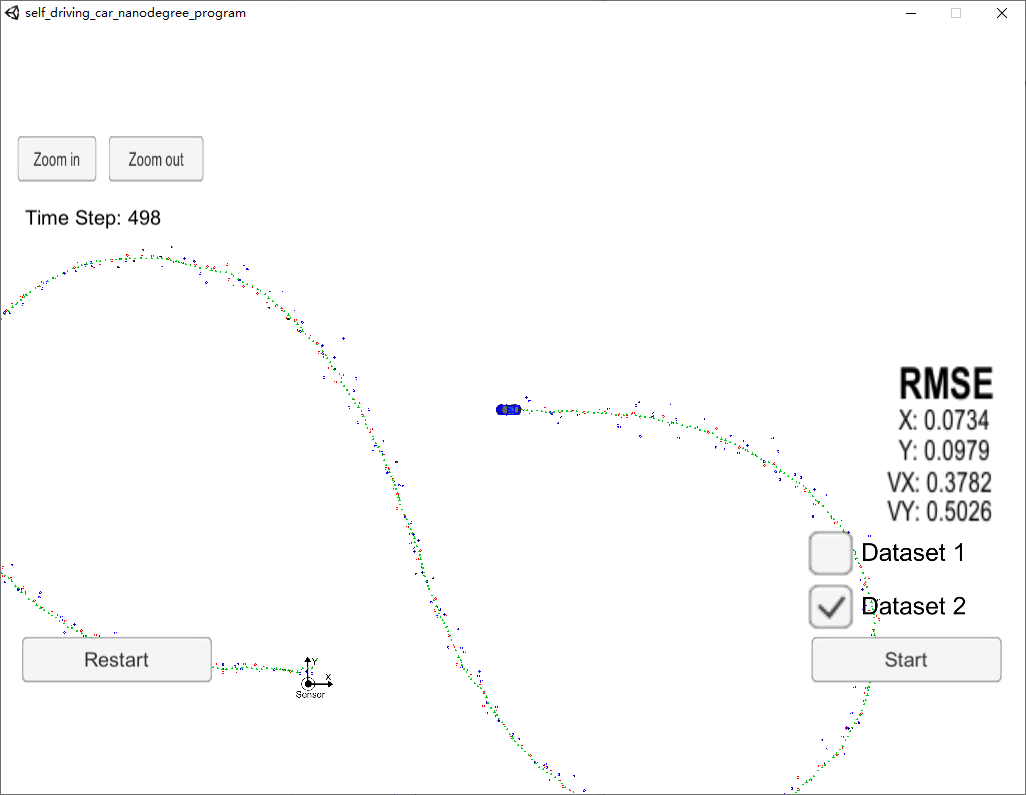 self_driving_car_nanodegree_program
Zoom in
Zoom out
Time Step: 498
RMSE
X: 0.0734
Y: 0.0979
VX: 0.3782
VY: 0.5026
Dataset 1
Dataset 2
Restart
Y
X
Sensor
Start